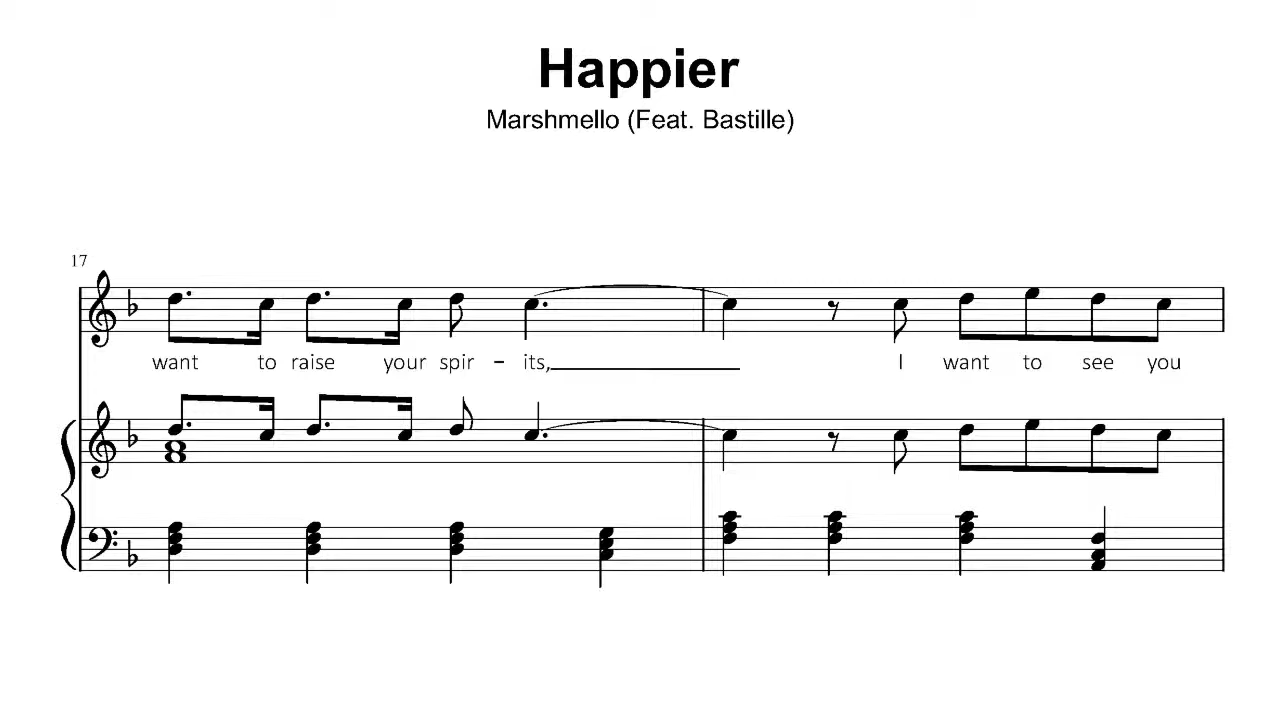 Happier
Marshmello (Feat. Bastille)
17
want to raise your spir - its, I want to see you